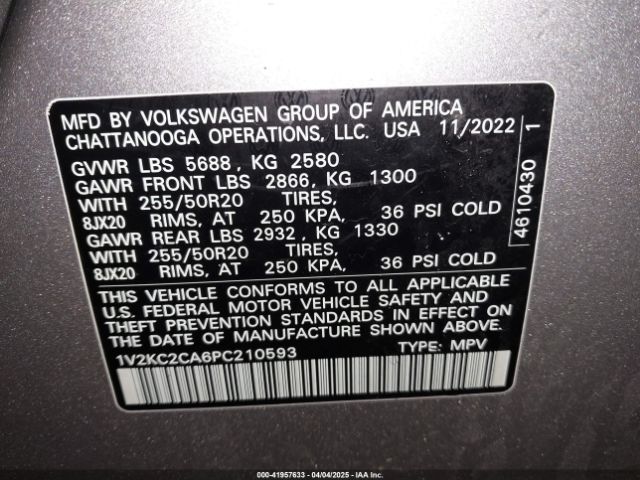 MFD BY VOLKSWAGEN GROUP OF AMERICA
CHATTANOOGA OPERATIONS, LLC. USA 11/2022
GVWR LBS 5688, KG 2580
GAWR FRONT LBS 2866, KG 1300
WITH 255/50R20 TIRES,
8JX20 RIMS, AT 250 KPA, 36 PSI COLD
GAWR REAR LBS 2932, KG 1330
WITH 255/50R20 TIRES,
8JX20 RIMS, AT 250 KPA, 36 PSI COLD
THIS VEHICLE CONFORMS TO ALL APPLICABLE
U.S. FEDERAL MOTOR VEHICLE SAFETY AND
THEFT PREVENTION STANDARDS IN EFFECT ON
THE DATE OF MANUFACTURE SHOWN ABOVE.
1V2KC2CA6PC210593 TYPE: MPV
4610430 1
000-41957633 - 04/04/2025 - IAA Inc.